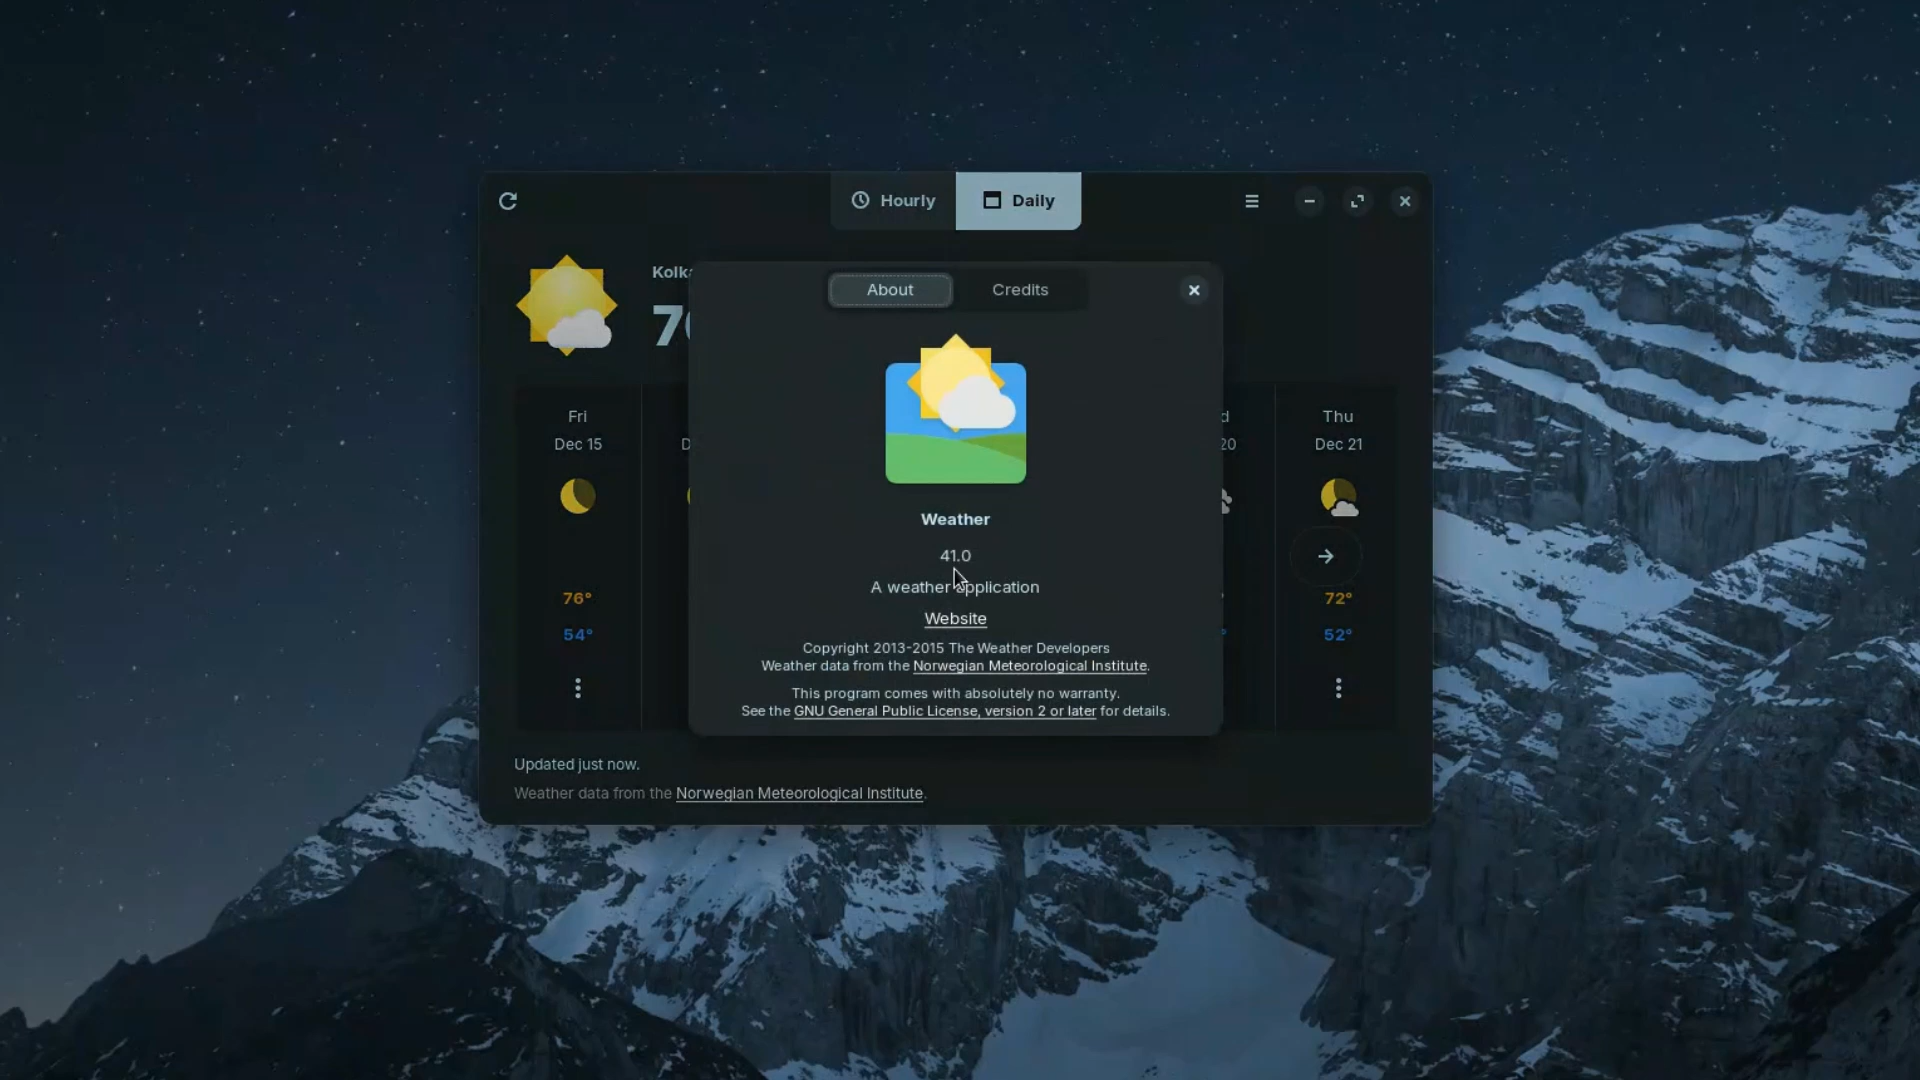 Hourly
Daily
About
Credits
Fri
Dec 15
20
Thu
Dec 21
Weather
41.0
A weather application
76°
54°
72°
52°
Website
Copyright 2013-2015 The Weather Developers
Weather data from the Norwegian Meteorological Institute.
This program comes with absolutely no warranty.
See the GNU General Public License, version 2 or later for details.
Updated just now.
Weather data from the Norwegian Meteorological Institute.